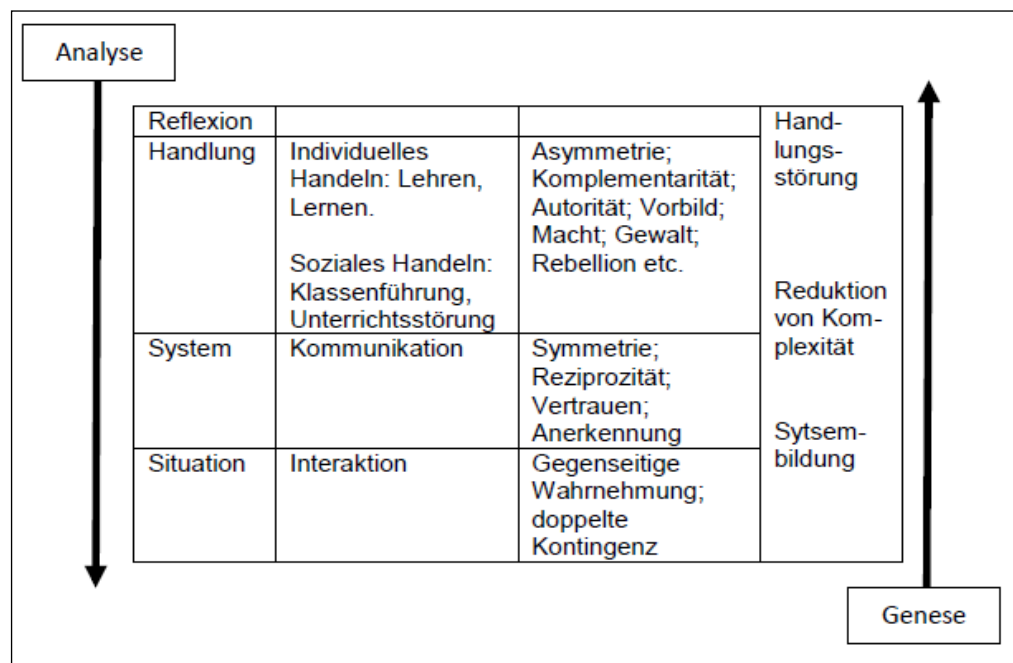 Analyse
Reflexion
Handlung
Individuelles
Handeln: Lehren,
Lernen.
Soziales Handeln:
Klassenführung,
Unterrichtsstörung
Asymmetrie;
Komplementarität;
Autorität; Vorbild;
Macht; Gewalt;
Rebellion etc.
System
Kommunikation
Symmetrie;
Reziprozität;
Vertrauen;
Anerkennung
Situation
Interaktion
Gegenseitige
Wahrnehmung;
doppelte
Kontingenz
Hand-
lungs-
störung
Reduktion
von Kom-
plexität
Sytsem-
bildung
Genese